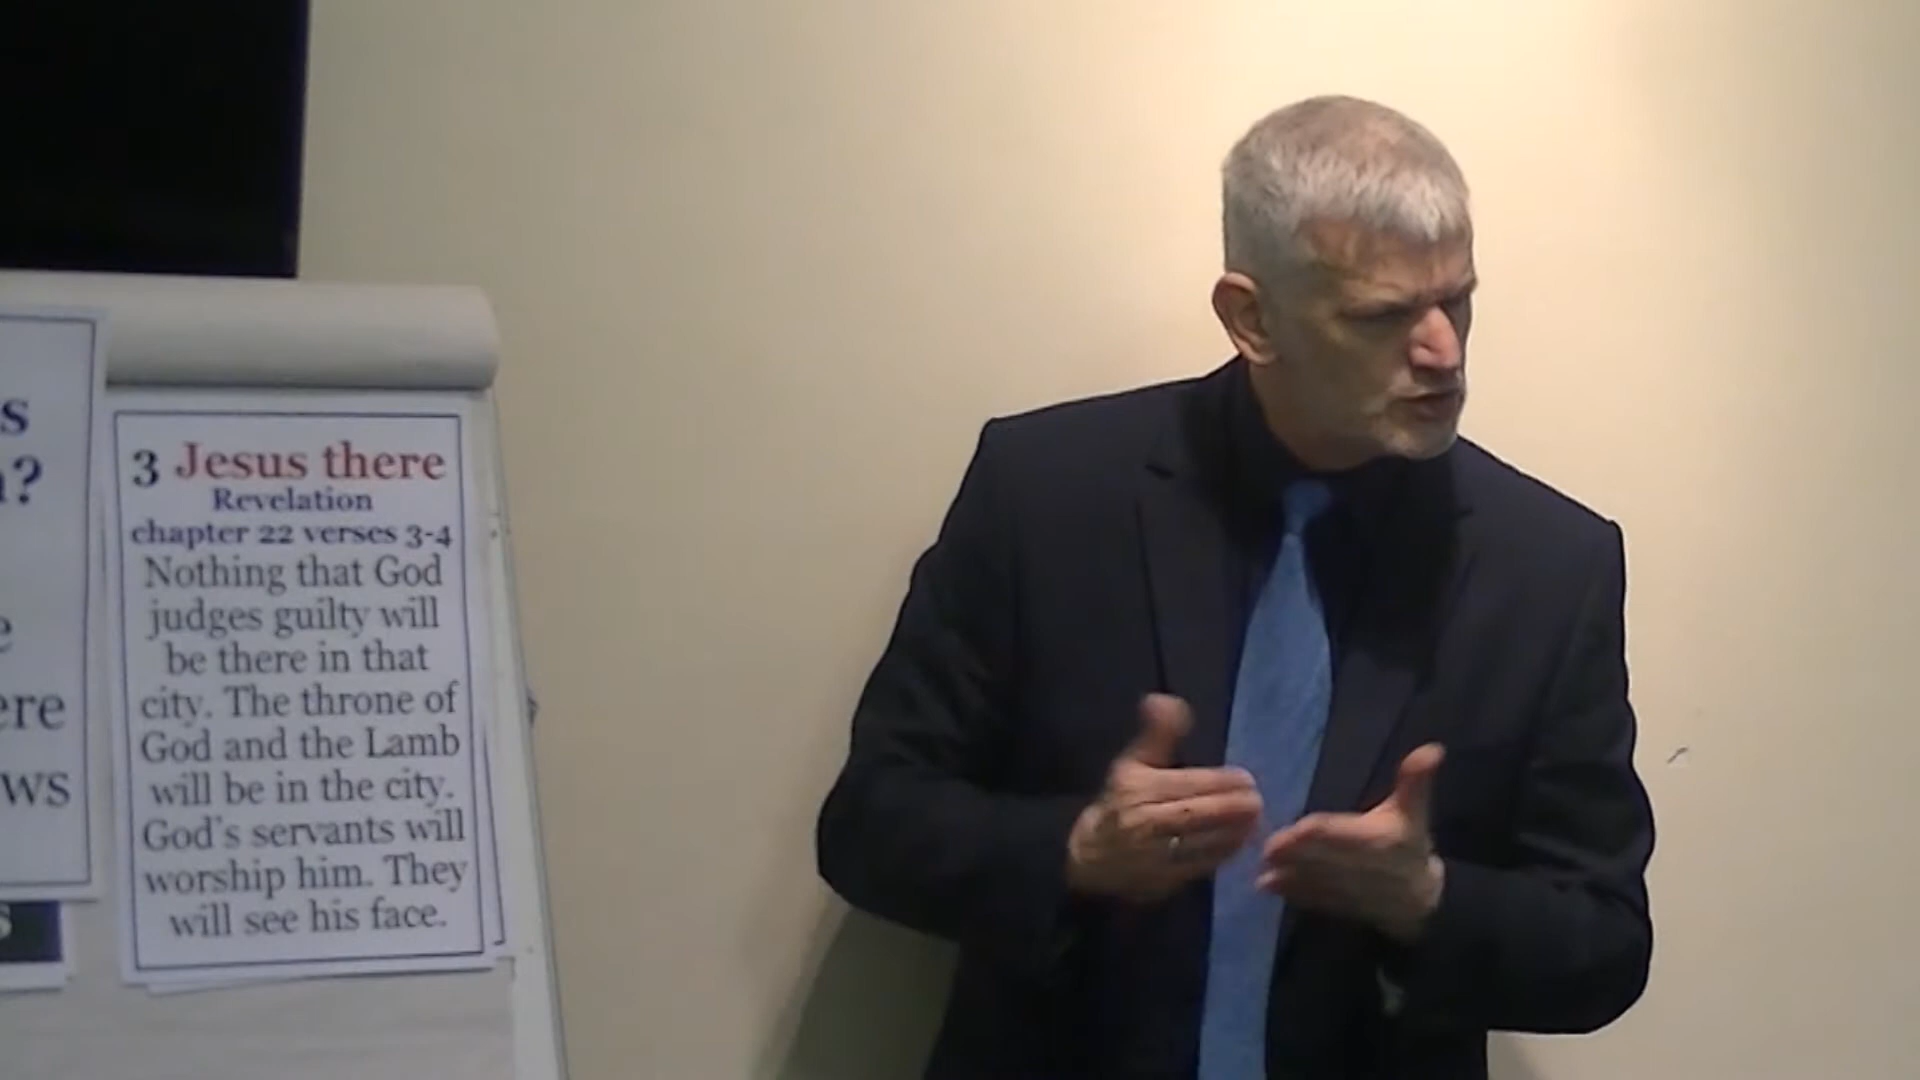 s
?
ere
ws
s
3 Jesus there
Revelation
chapter 22 verses 3-4
Nothing that God
judges guilty will
be there in that
city. The throne of
God and the Lamb
will be in the city.
God's servants will
worship him. They
will see his face.